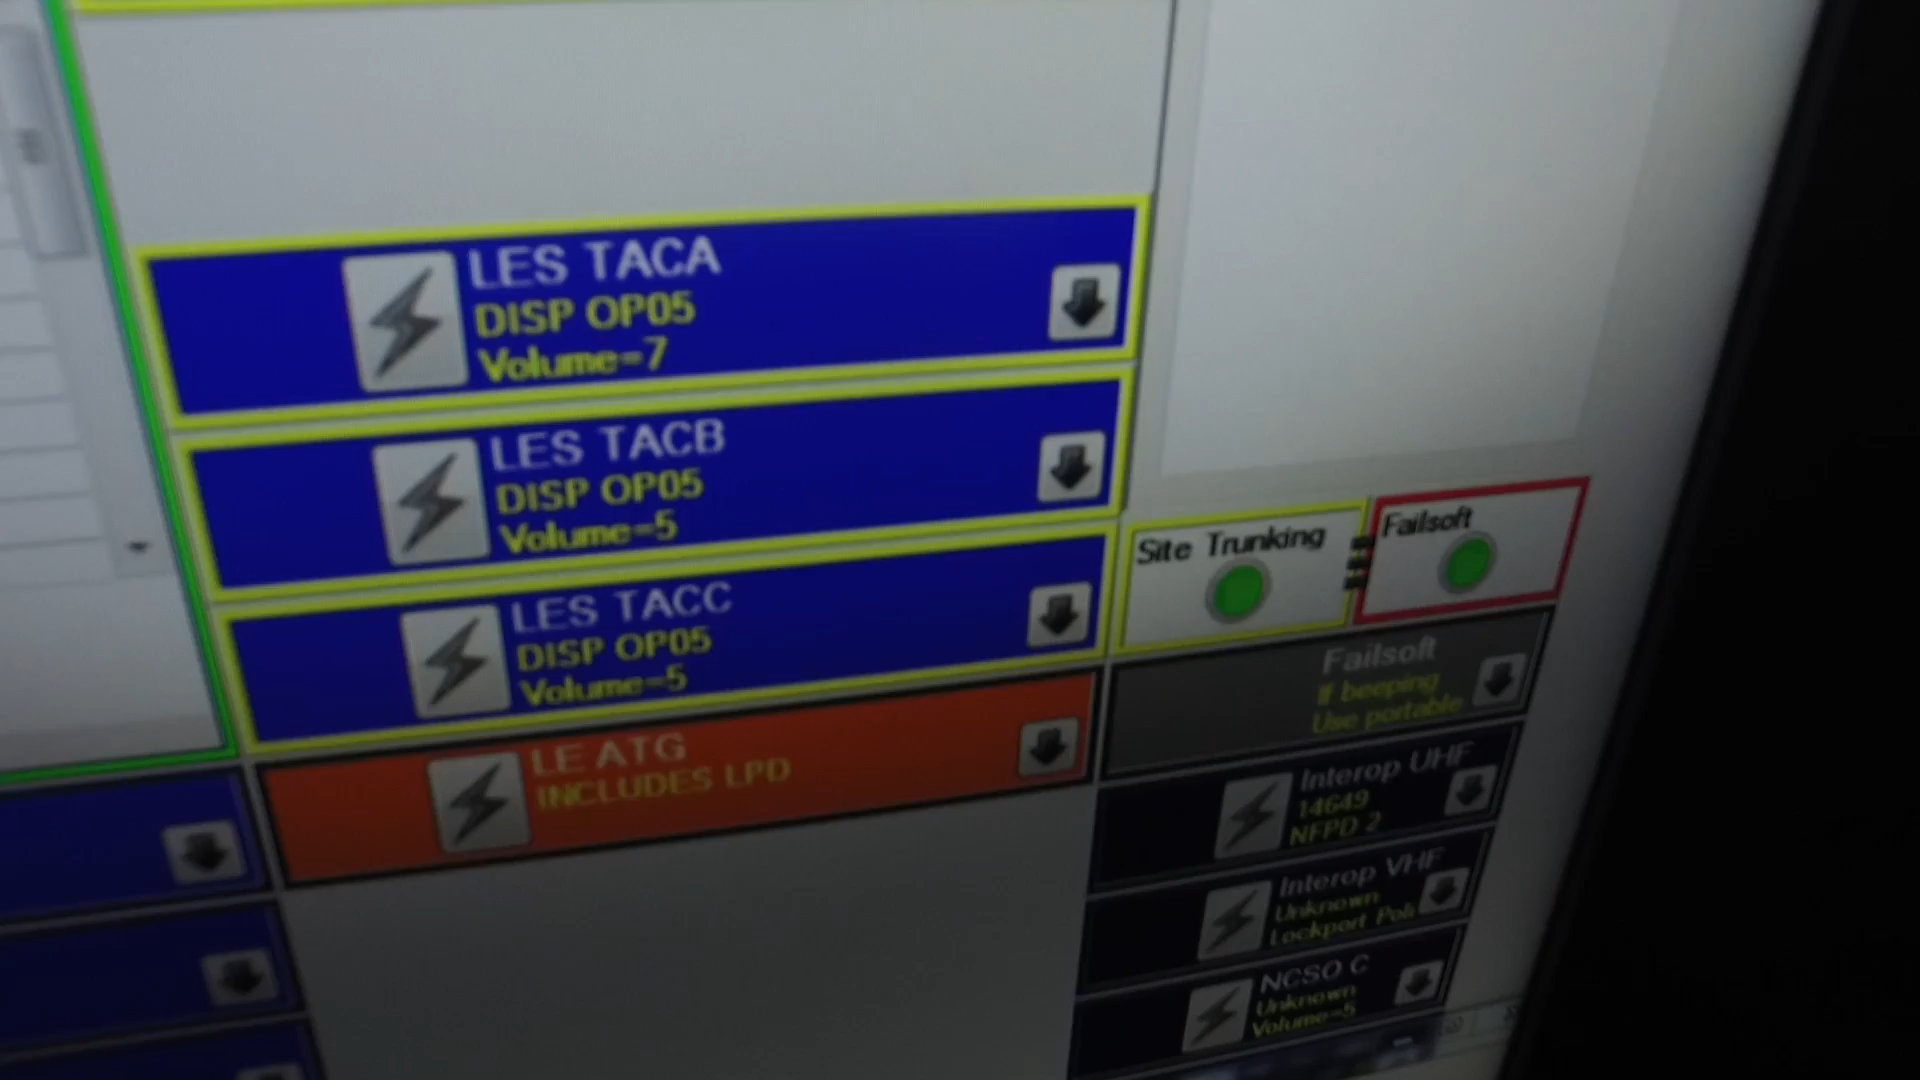 LES TACA
DISP OP05
Volume=7
LES TACB
DISP OP05
Volume=5
LES TACC
DISP OP05
Volume=5
LE ATG
INCLUDES LPD
Site Trunking
Failsoft
Failsoft
If beeping
Use portable
Interop UHF
14649
NFPD 2
Interop VHF
Unknown
Lockport Poli
NCSO C
Unknown
Volume=5